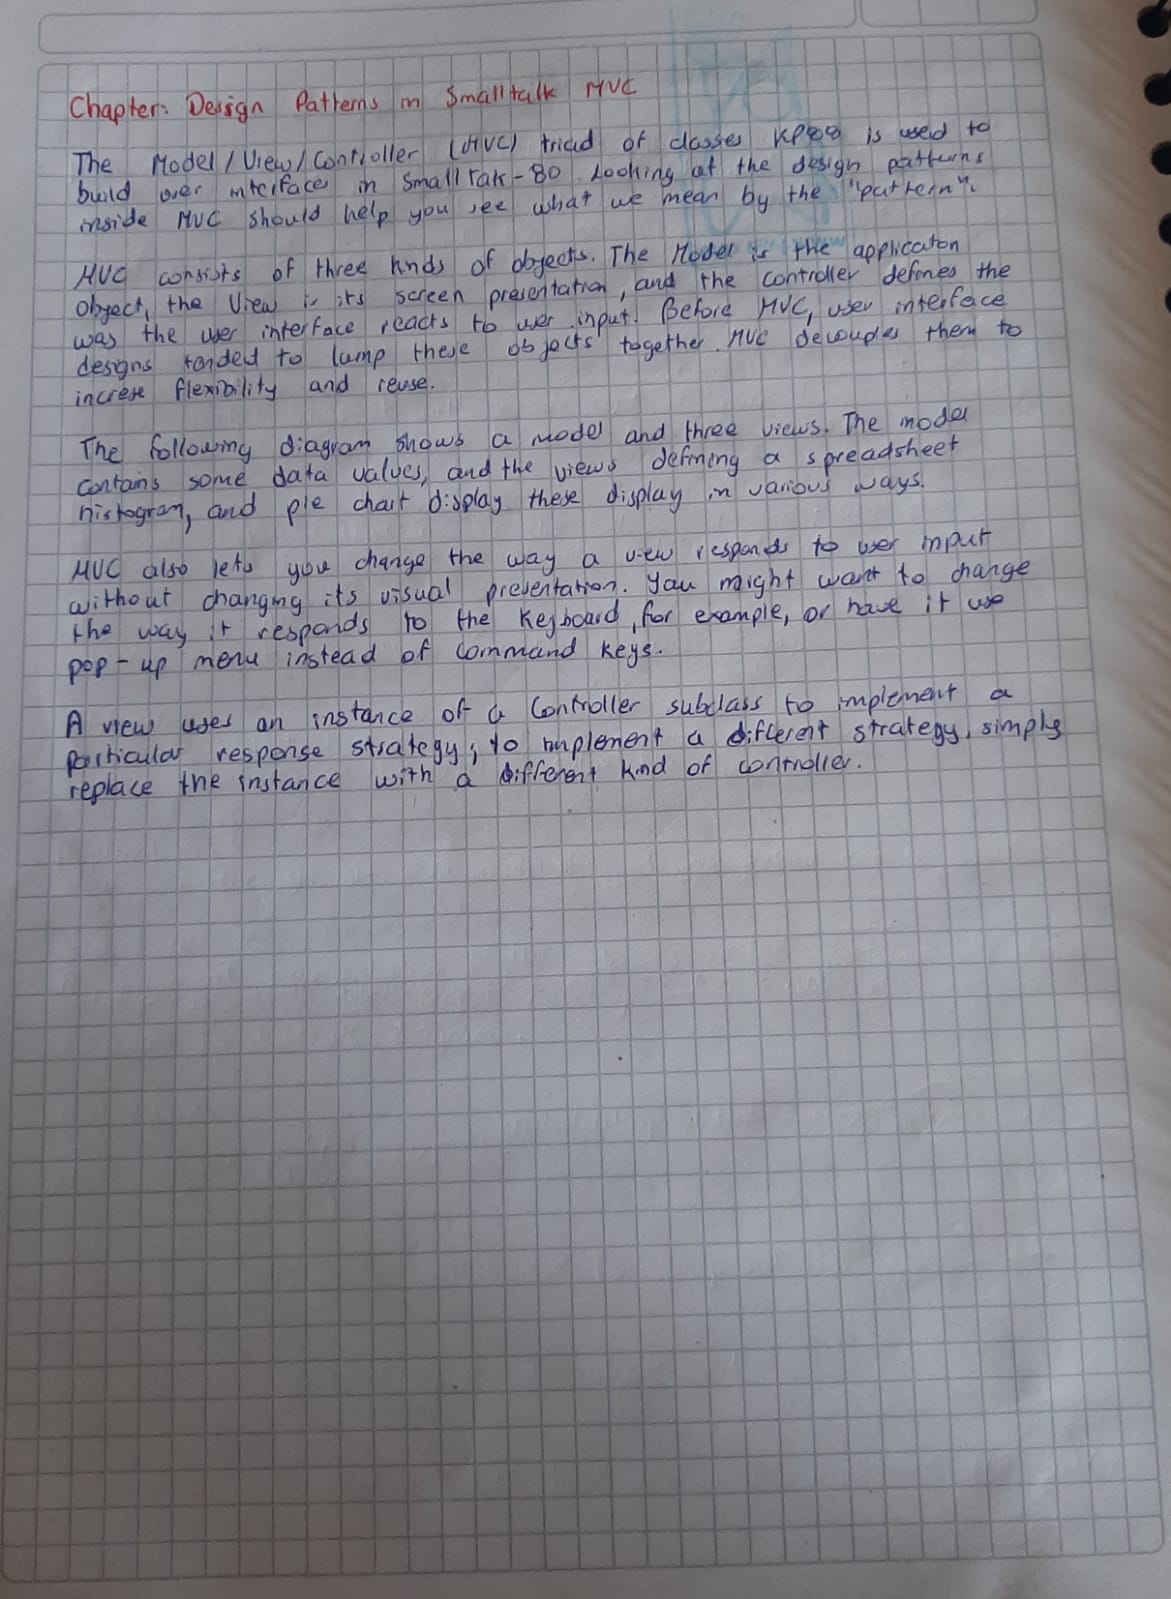 Chapter: Design Patterns in Smalltalk MVC
The Model/View/Controller (MVC) triad of classes KP88 is used to
build over interfaces in Smalltalk-80. Looking at the design patterns
inside MVC should help you see what we mean by the "pattern".
MVC consists of three kinds of objects. The Model is the applicaton
Object, the View is its screen presentation, and the controller defines the
was the user interface reacts to user input. Before MVC, user interface
designs tended to lump these objects together. MVC decouples them to
increse flexibility and reuse.
The following diagram shows a model and three views. The model
contains some data values, and the views defining a spreadsheet
histogram, and pie chart display these display in various ways.
MVC also lets you change the way a view responds to user input
without changing its visual presentation. You might want to change
the way it responds to the Keyboard, for example, or have it use
pop-up menu instead of command keys.
A view uses an instance of a Controller subclass to implement a
particular response strategy; to implement a different strategy, simply
replace the instance with a different kind of controller.